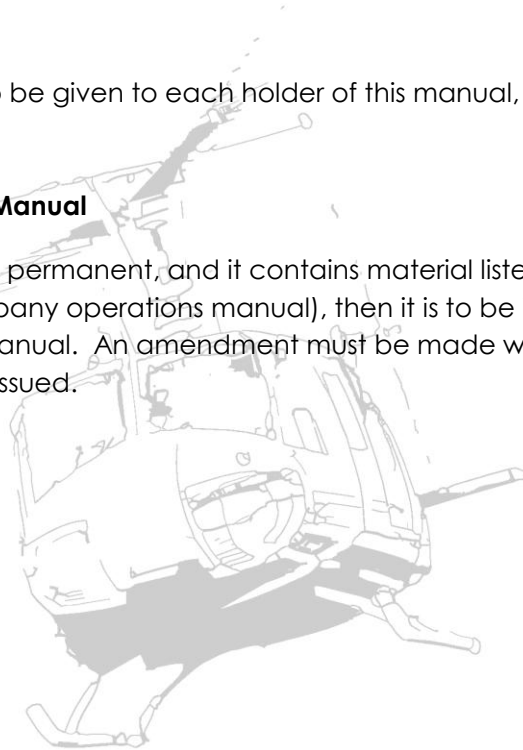 be given to each holder of this manual,
Manual
permanent, and it contains material liste
pany operations manual), then it is to be
anual.  An amendment must be made w
ssued.